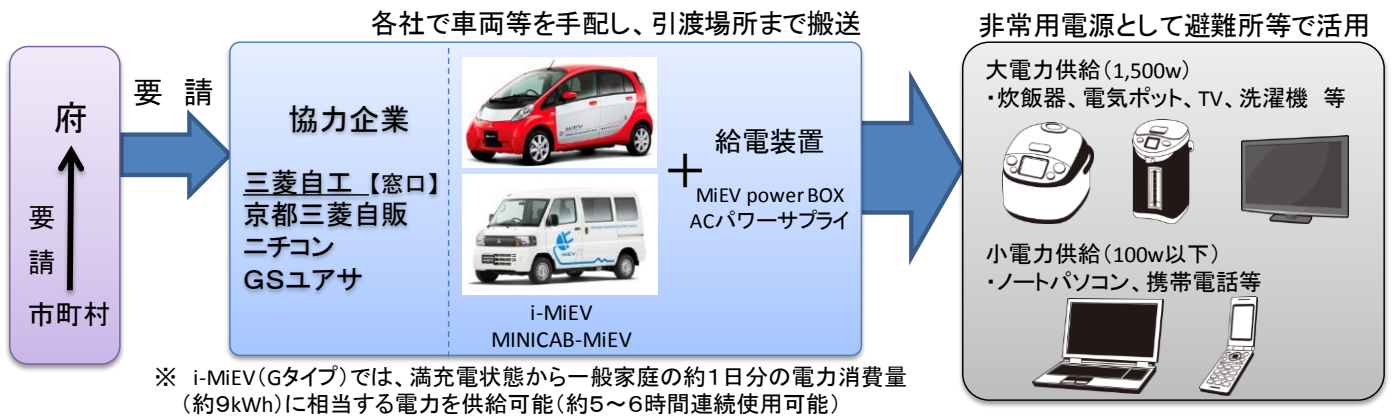 各社で車両等を手配し、引渡場所まで搬送
非常用電源として避難所等で活用
府
要請
市町村
要 請
協力企業
三菱自工【窓口】
京都三菱自販
ニチコン
GSユアサ
i-MiEV
MINICAB-MiEV
＋
給電装置
MiEV power BOX
ACパワーサプライ
大電力供給（1,500w）
・炊飯器、電気ポット、TV、洗濯機 等
小電力供給（100w以下）
・ノートパソコン、携帯電話等
※ i-MiEV（Gタイプ）では、満充電状態から一般家庭の約１日分の電力消費量
（約９kWh）に相当する電力を供給可能（約５～６時間連続使用可能）